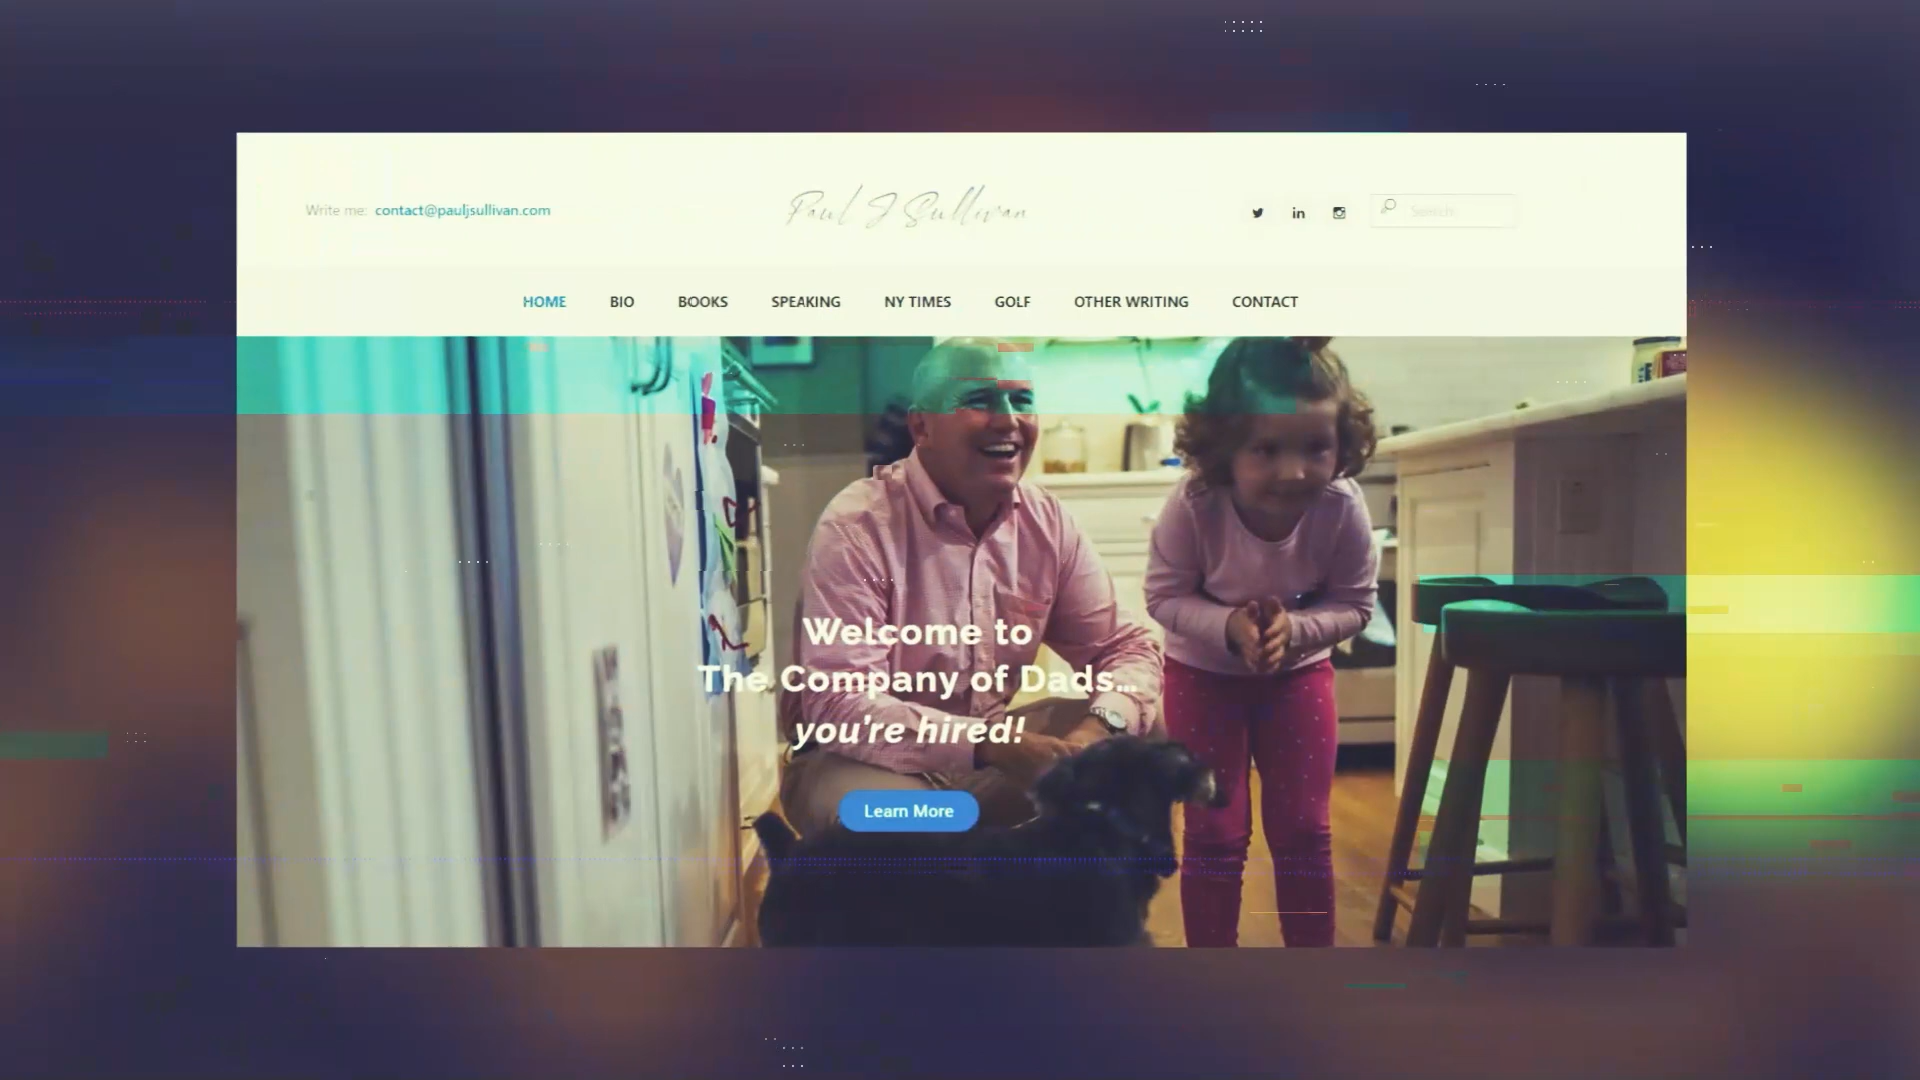 Write me: contact@pauljsullivan.com
Paul J Sullivan
Search
HOME BIO BOOKS SPEAKING NY TIMES GOLF OTHER WRITING CONTACT
Welcome to
The Company of Dads...
you're hired!
Learn More